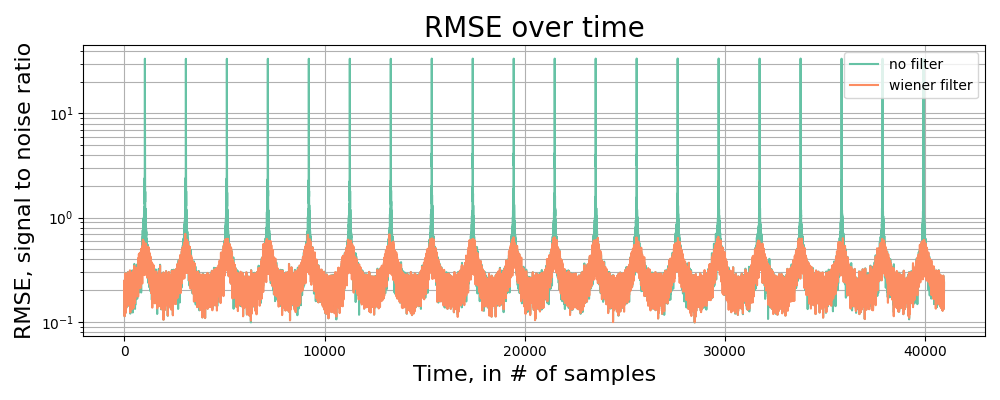 RMSE over time
RMSE, signal to noise ratio
10¹
10⁰
10⁻¹
no filter
wiener filter
0
10000
20000
30000
40000
Time, in # of samples